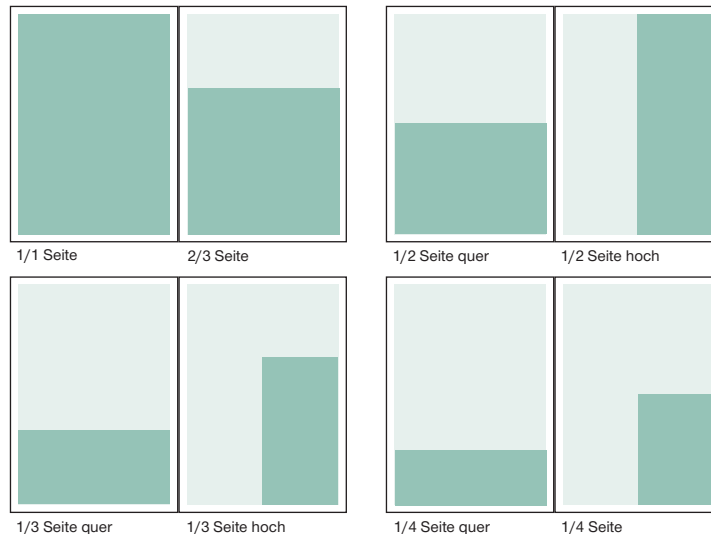 1/1 Seite
2/3 Seite
1/2 Seite quer
1/2 Seite hoch
1/3 Seite quer
1/3 Seite hoch
1/4 Seite quer
1/4 Seite